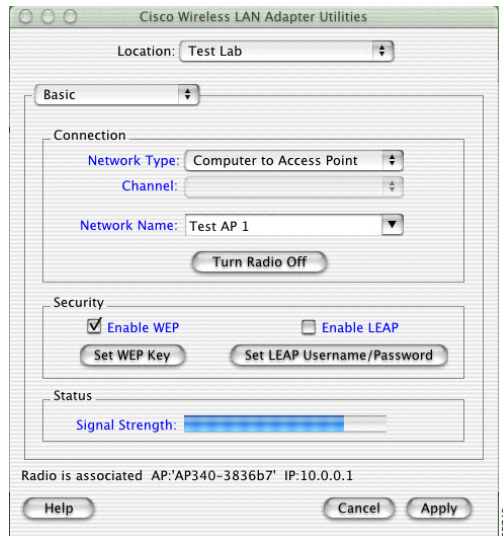 Cisco Wireless LAN Adapter Utilities
Location: Test Lab
Basic
Connection
Network Type: Computer to Access Point
Channel:
Network Name: Test AP 1
Turn Radio Off
Security
Enable WEP Enable LEAP
Set WEP Key Set LEAP Username/Password
Status
Signal Strength:
Radio is associated AP:'AP340-3836b7' IP:10.0.0.1
Help Cancel Apply